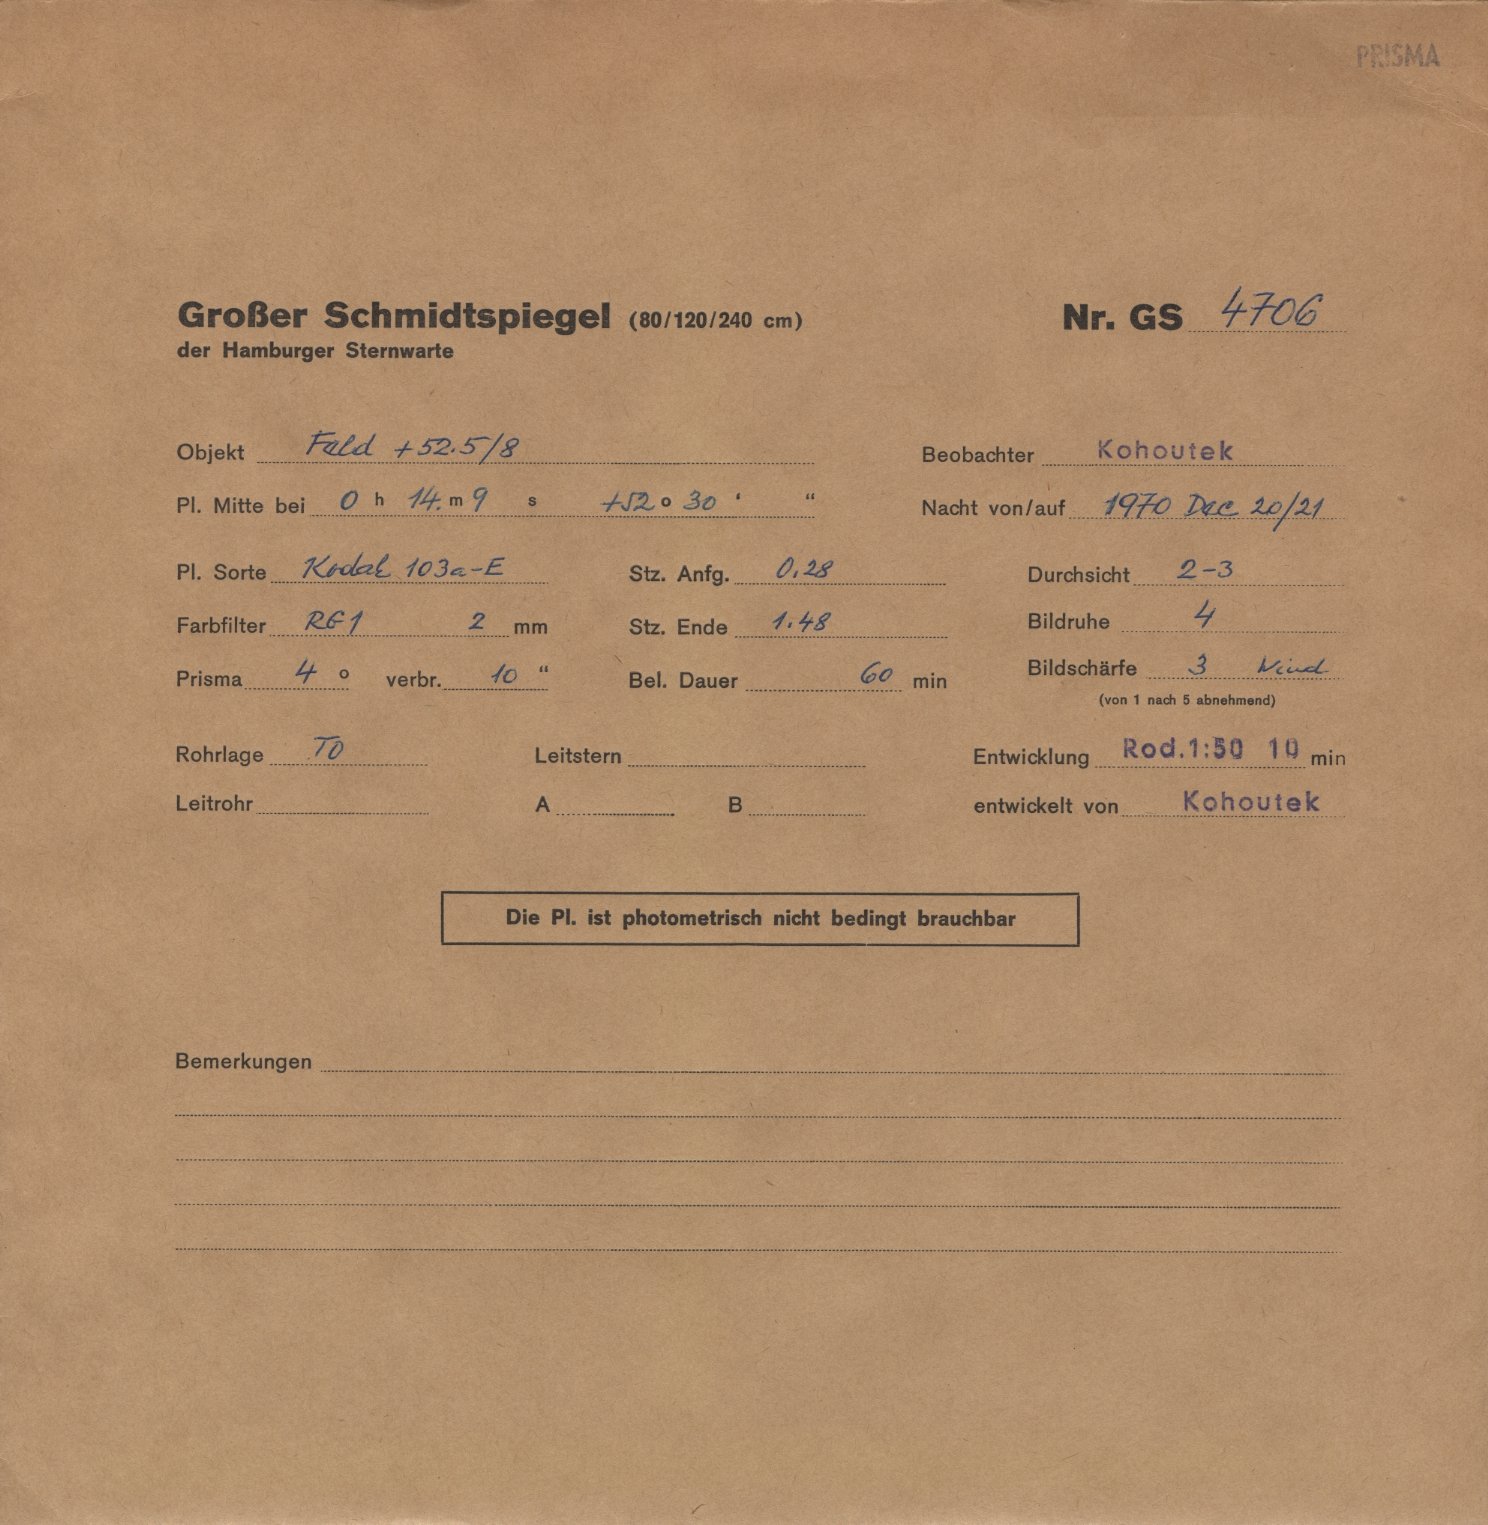 PRISMA
Großer Schmidtspiegel (80/120/240 cm) Nr. GS 4706
der Hamburger Sternwarte
Objekt Feld +52.5/8 Beobachter Kohoutek
Pl. Mitte bei 0 h 14. m 9 s +52 o 30 ' “ Nacht von/auf 1970 Dec 20/21
Pl. Sorte Kodak 103a-E Stz. Anfg. 0.28 Durchsicht 2-3
Farbfilter RG1 2 mm Stz. Ende 1.48 Bildruhe 4
Prisma 4 o verbr. 10 “ Bel. Dauer 60 min Bildschärfe 3 Wind
(von 1 nach 5 abnehmend)
Rohrlage TO Leitstern Entwicklung Rod.1:50 10 min
Leitrohr A B entwickelt von Kohoutek
Die Pl. ist photometrisch nicht bedingt brauchbar
Bemerkungen